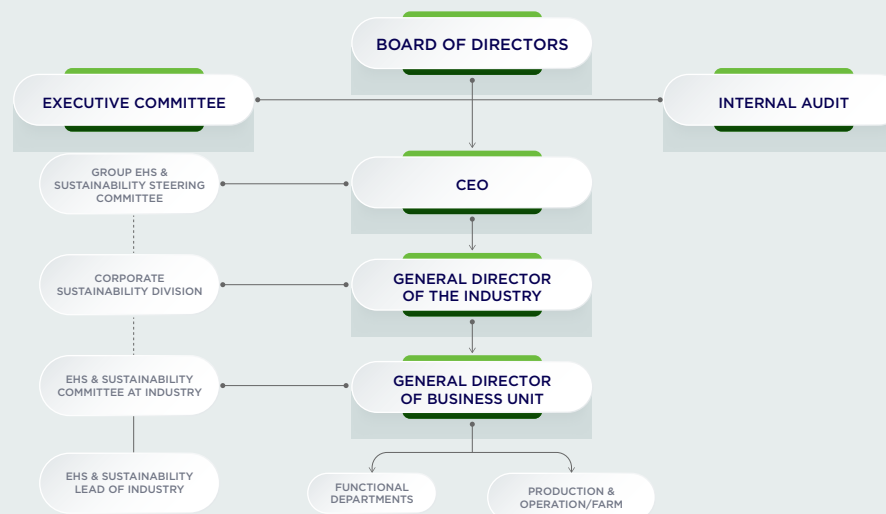 BOARD OF DIRECTORS
EXECUTIVE COMMITTEE
INTERNAL AUDIT
GROUP EHS &
SUSTAINABILITY STEERING
COMMITTEE
CEO
CORPORATE
SUSTAINABILITY DIVISION
GENERAL DIRECTOR
OF THE INDUSTRY
EHS & SUSTAINABILITY
COMMITTEE AT INDUSTRY
GENERAL DIRECTOR
OF BUSINESS UNIT
EHS & SUSTAINABILITY
LEAD OF INDUSTRY
FUNCTIONAL
DEPARTMENTS
PRODUCTION &
OPERATION/FARM